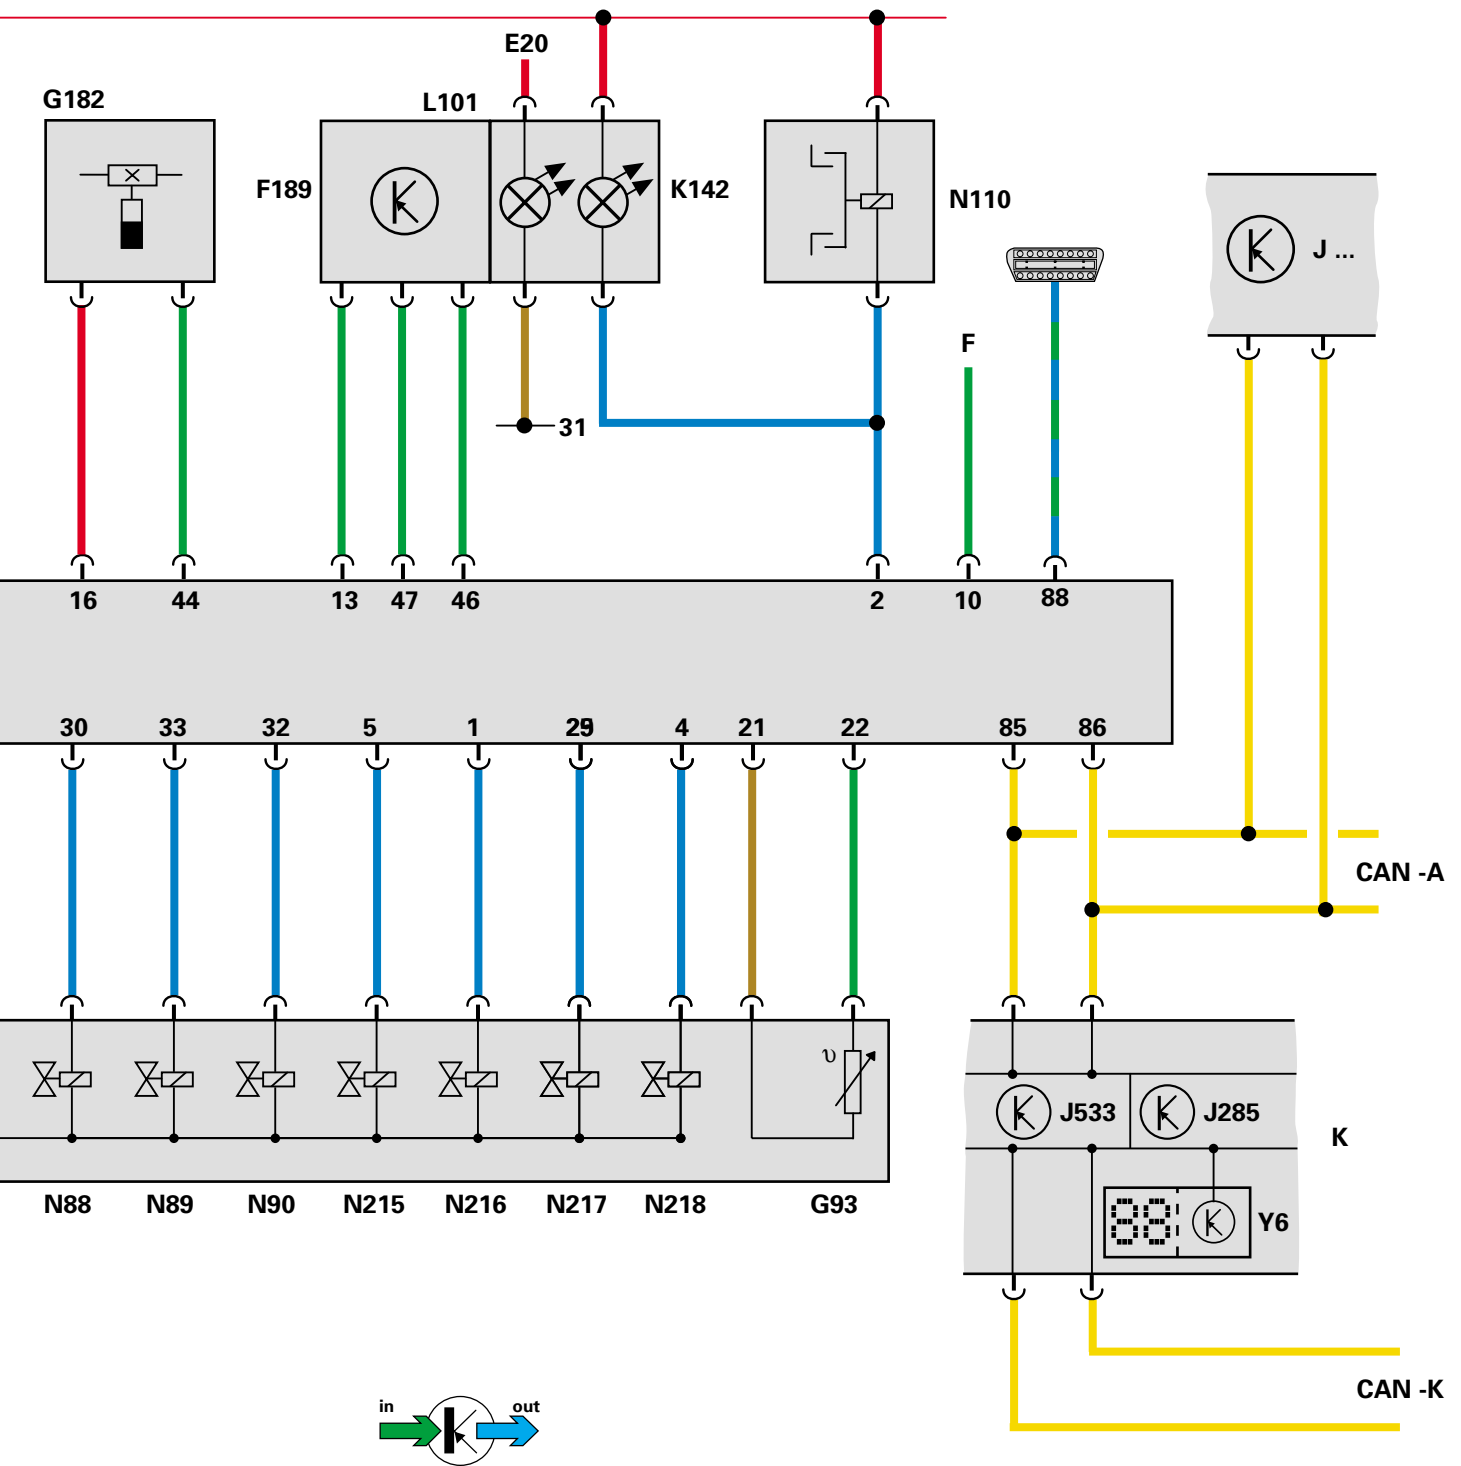 E20
G182
L101
F189
K142
N110
J ...
F
31
16 44 13 47 46 2 10 88
30 33 32 5 1 29 4 21 22 85 86
CAN -A
υ
J533 J285
K
N88 N89 N90 N215 N216 N217 N218 G93
88
Y6
CAN -K
in out